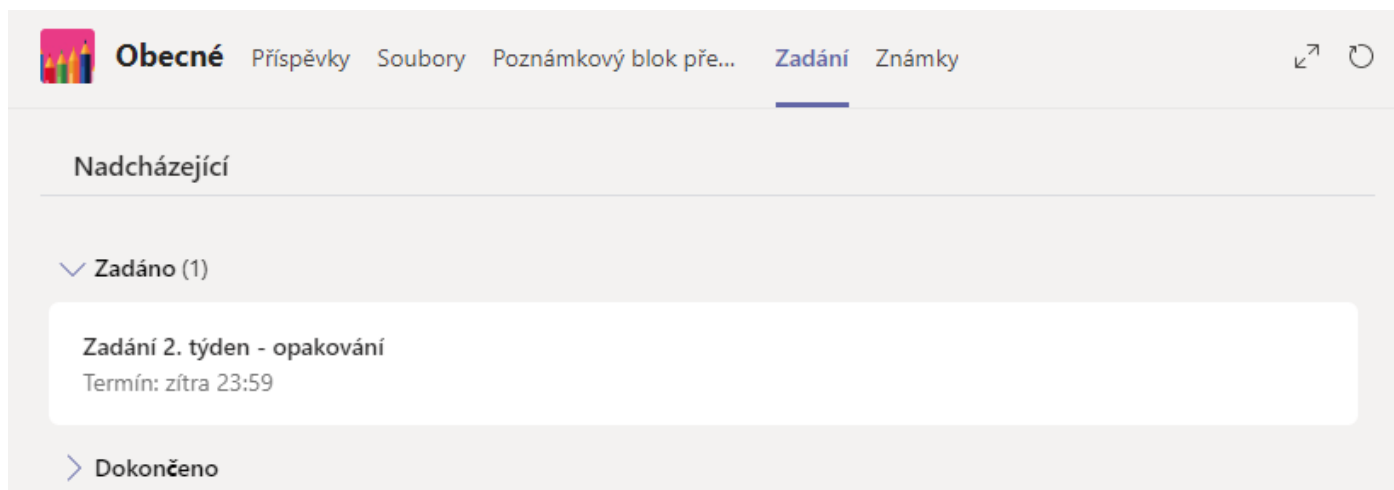 Obecné Příspěvky Soubory Poznámkový blok pře... Zadání Známky
Nadcházející
Zadáno (1)
Zadání 2. týden - opakování
Termín: zítra 23:59
Dokončeno